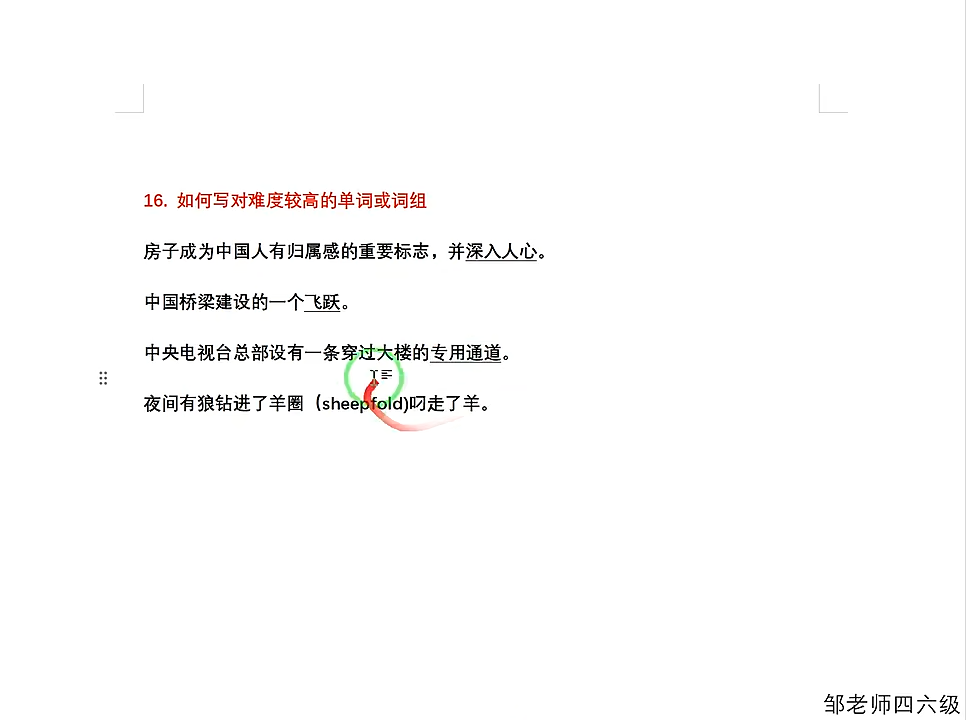 16. 如何写对难度较高的单词或词组
房子成为中国人有归属感的重要标志，并深入人心。
中国桥梁建设的一个飞跃。
中央电视台总部设有一条穿过大楼的专用通道。
夜间有狼钻进了羊圈（sheepfold)叼走了羊。
邹老师四六级